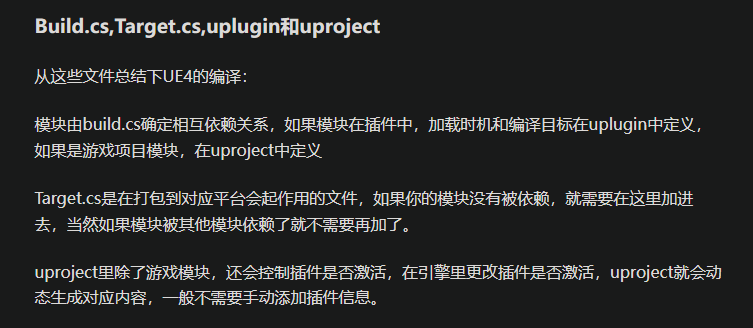 Build.cs,Target.cs,uplugin和uproject
从这些文件总结下UE4的编译：
模块由build.cs确定相互依赖关系，如果模块在插件中，加载时机和编译目标在uplugin中定义，
如果是游戏项目模块，在uproject中定义
Target.cs是在打包到对应平台会起作用的文件，如果你的模块没有被依赖，就需要在这里加进
去，当然如果模块被其他模块依赖了就不需要再加了。
uproject里除了游戏模块，还会控制插件是否激活，在引擎里更改插件是否激活，uproject就会动
态生成对应内容，一般不需要手动添加插件信息。